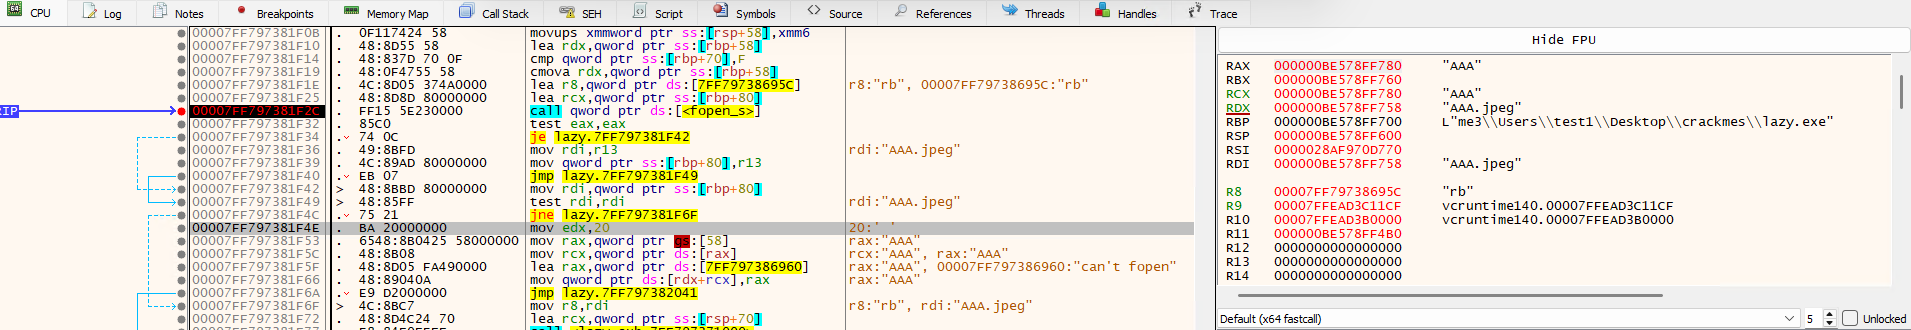 CPU Log Notes Breakpoints Memory Map Call Stack SEH Script Symbols Source References Threads Handles Trace
00007FF797381F0B . 0F117424 58 movups xmmword ptr ss:[rsp+58],xmm6
00007FF797381F10 . 48:8D55 58 lea rdx,qword ptr ss:[rbp+58]
00007FF797381F14 . 48:837D 70 0F cmp qword ptr ss:[rbp+70],F
00007FF797381F19 . 48:0F4755 58 cmova rdx,qword ptr ss:[rbp+58]
00007FF797381F1E . 4C:8D05 374A0000 lea r8,qword ptr ds:[7FF79738695C] r8:"rb", 00007FF79738695C:"rb"
00007FF797381F25 . 48:8D8D 80000000 lea rcx,qword ptr ss:[rbp+80]
RIP 00007FF797381F2C . FF15 5E230000 call qword ptr ds:[<fopen_s>]
00007FF797381F32 . 85C0 test eax,eax
00007FF797381F34 . 74 0C je lazy.7FF797381F42
00007FF797381F36 . 49:8BFD mov rdi,r13 rdi:"AAA.jpeg"
00007FF797381F39 . 4C:89AD 80000000 mov qword ptr ss:[rbp+80],r13
00007FF797381F40 . EB 07 jmp lazy.7FF797381F49
00007FF797381F42 > 48:8BBD 80000000 mov rdi,qword ptr ss:[rbp+80]
00007FF797381F49 > 48:85FF test rdi,rdi rdi:"AAA.jpeg"
00007FF797381F4C . 75 21 jne lazy.7FF797381F6F
00007FF797381F4E . BA 20000000 mov edx,20 20:' '
00007FF797381F53 . 6548:8B0425 58000000 mov rax,qword ptr gs:[58] rax:"AAA"
00007FF797381F5C . 48:8B08 mov rcx,qword ptr ds:[rax] rcx:"AAA", rax:"AAA"
00007FF797381F5F . 48:8D05 FA490000 lea rax,qword ptr ds:[7FF797386960] rax:"AAA", 00007FF797386960:"can't fopen"
00007FF797381F66 . 48:89040A mov qword ptr ds:[rdx+rcx],rax rax:"AAA"
00007FF797381F6A . E9 D2000000 jmp lazy.7FF797382041
00007FF797381F6F > 4C:8BC7 mov r8,rdi r8:"rb", rdi:"AAA.jpeg"
00007FF797381F72 . 48:8D4C24 70 lea rcx,qword ptr ss:[rsp+70]
Hide FPU
RAX 000000BE578FF780 "AAA"
RBX 000000BE578FF760
RCX 000000BE578FF780 "AAA"
RDX 000000BE578FF758 "AAA.jpeg"
RBP 000000BE578FF700 L"me3\\Users\\test1\\Desktop\\crackmes\\lazy.exe"
RSP 000000BE578FF600
RSI 0000028AF970D770
RDI 000000BE578FF758 "AAA.jpeg"
R8 00007FF79738695C "rb"
R9 00007FFEAD3C11CF vcruntime140.00007FFEAD3C11CF
R10 00007FFEAD3B0000 vcruntime140.00007FFEAD3B0000
R11 000000BE578FF4B0
R12 0000000000000000
R13 0000000000000000
R14 0000000000000000
Default (x64 fastcall) 5 Unlocked